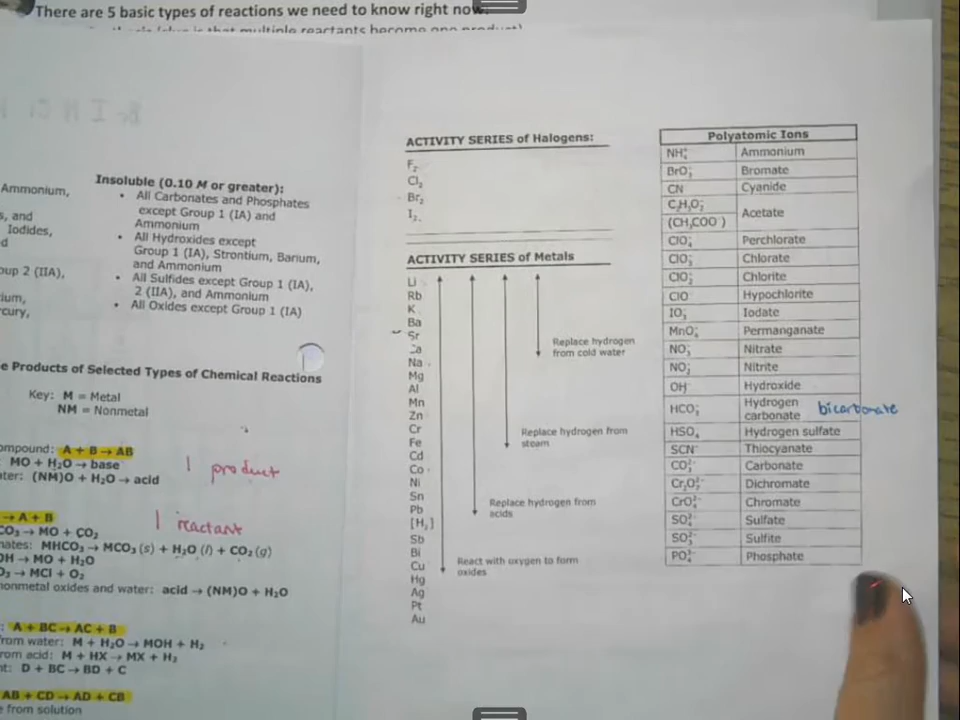 There are 5 basic types of reactions we need to know right now.
multiple reactants become one product)
Ammonium,
s, and
Iodides,
d
oup 2 (IIA),
ium,
cury,
Insoluble (0.10 M or greater):
• All Carbonates and Phosphates
except Group 1 (IA) and
Ammonium
• All Hydroxides except
Group 1 (IA), Strontium, Barium,
and Ammonium
• All Sulfides except Group 1 (IA),
2 (IIA), and Ammonium
• All Oxides except Group 1 (IA)
e Products of Selected Types of Chemical Reactions
Key: M = Metal
NM = Nonmetal
ompound: A + B → AB
MO + H₂O → base
ater: (NM)O + H₂O → acid
1 product
→ A + B
1 reactant
CO₃ → MO + CO₂
nates: MHCO₃ → MCO₃ (s) + H₂O (l) + CO₂ (g)
OH → MO + H₂O
O₃ → MCl + O₂
nonmetal oxides and water: acid → (NM)O + H₂O
: A + BC → AC + B
from water: M + H₂O → MOH + H₂
rom acid: M + HX → MX + H₂
nt: D + BC → BD + C
AB + CD → AD + CB
e from solution
ACTIVITY SERIES of Halogens:
F₂
Cl₂
Br₂
I₂
ACTIVITY SERIES of Metals
Li
Rb
K
Ba
Sr
Ca
Na
Mg
Al
Mn
Zn
Cr
Fe
Cd
Co
Ni
Sn
Pb
[H₂]
Sb
Bi
Cu
Hg
Ag
Pt
Au
Replace hydrogen
from cold water
Replace hydrogen from
steam
Replace hydrogen from
acids
React with oxygen to form
oxides
Polyatomic Ions
NH₄⁺ Ammonium
BrO₃⁻ Bromate
CN⁻ Cyanide
C₂H₃O₂⁻ Acetate
(CH₃COO⁻)
ClO₄⁻ Perchlorate
ClO₃⁻ Chlorate
ClO₂⁻ Chlorite
ClO⁻ Hypochlorite
IO₃⁻ Iodate
MnO₄⁻ Permanganate
NO₃⁻ Nitrate
NO₂⁻ Nitrite
OH⁻ Hydroxide
HCO₃⁻ Hydrogen carbonate bicarbonate
HSO₄⁻ Hydrogen sulfate
SCN⁻ Thiocyanate
CO₃²⁻ Carbonate
Cr₂O₇²⁻ Dichromate
CrO₄²⁻ Chromate
SO₄²⁻ Sulfate
SO₃²⁻ Sulfite
PO₄³⁻ Phosphate